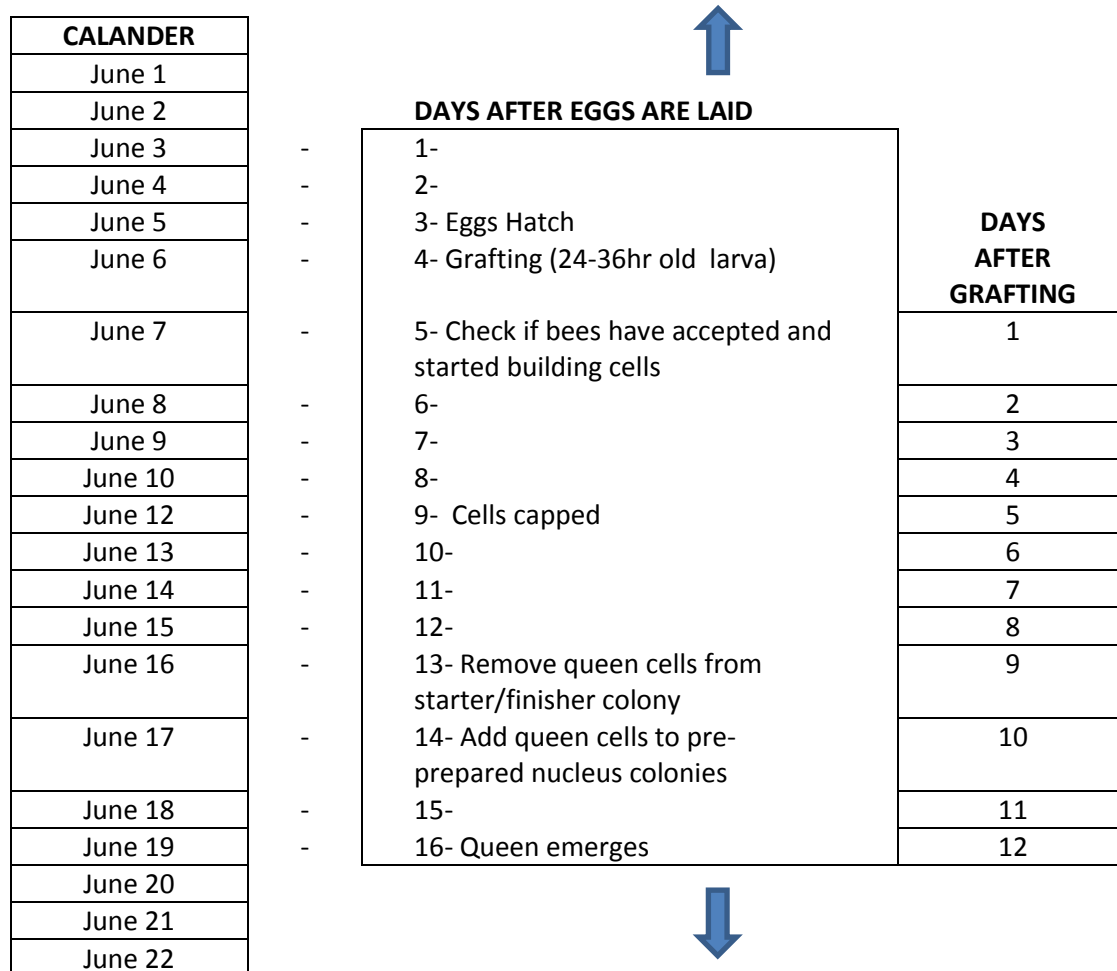 CALANDER
June 1
June 2 DAYS AFTER EGGS ARE LAID
June 3 - 1-
June 4 - 2-
June 5 - 3- Eggs Hatch DAYS
June 6 - 4- Grafting (24-36hr old larva) AFTER
GRAFTING
June 7 - 5- Check if bees have accepted and 1
started building cells
June 8 - 6- 2
June 9 - 7- 3
June 10 - 8- 4
June 12 - 9- Cells capped 5
June 13 - 10- 6
June 14 - 11- 7
June 15 - 12- 8
June 16 - 13- Remove queen cells from 9
starter/finisher colony
June 17 - 14- Add queen cells to pre- 10
prepared nucleus colonies
June 18 - 15- 11
June 19 - 16- Queen emerges 12
June 20
June 21
June 22